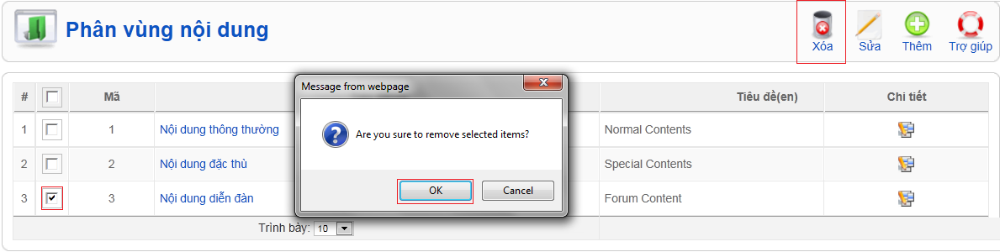 Phân vùng nội dung
Xóa Sửa Thêm Trợ giúp
Message from webpage
# Mã Tiêu đề(en) Chi tiết
1 1 Nội dung thông thường Normal Contents
Are you sure to remove selected items?
2 2 Nội dung đặc thù Special Contents
OK Cancel
3 3 Nội dung diễn đàn Forum Content
Trình bày: 10